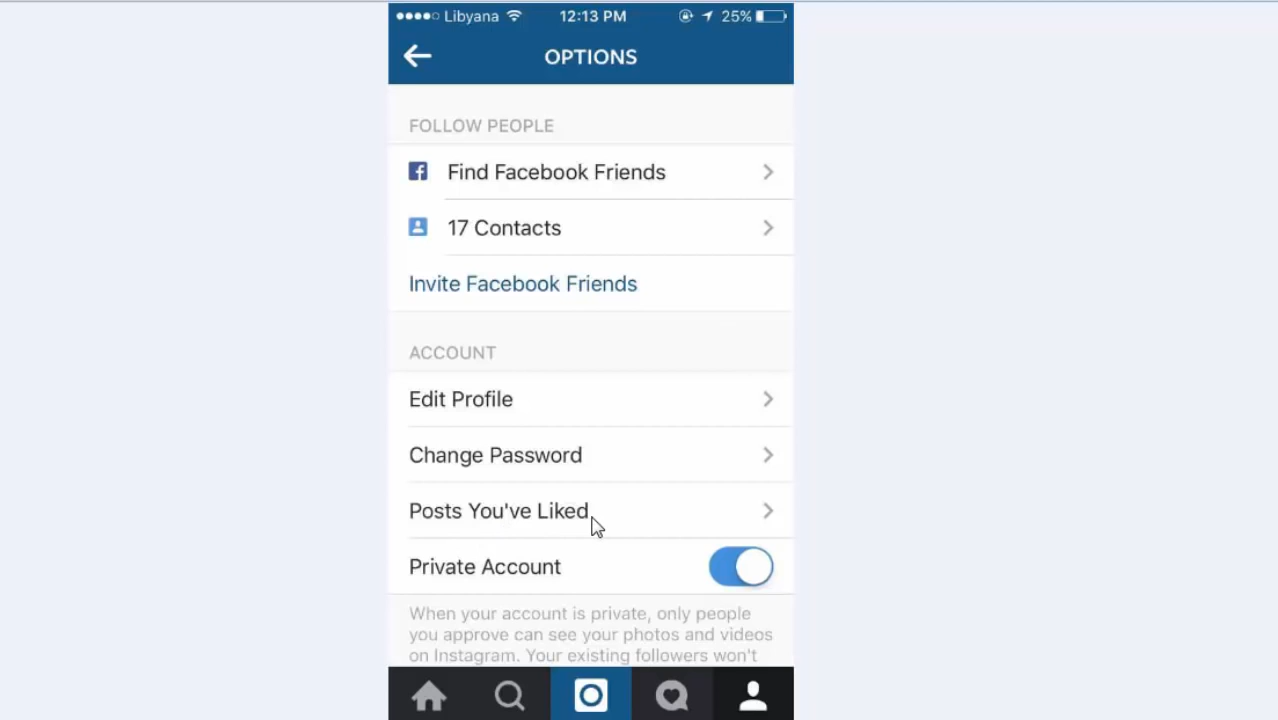 Libyana 12:13 PM 25%
OPTIONS
FOLLOW PEOPLE
Find Facebook Friends
17 Contacts
Invite Facebook Friends
ACCOUNT
Edit Profile
Change Password
Posts You've Liked
Private Account
When your account is private, only people
you approve can see your photos and videos
on Instagram. Your existing followers won't